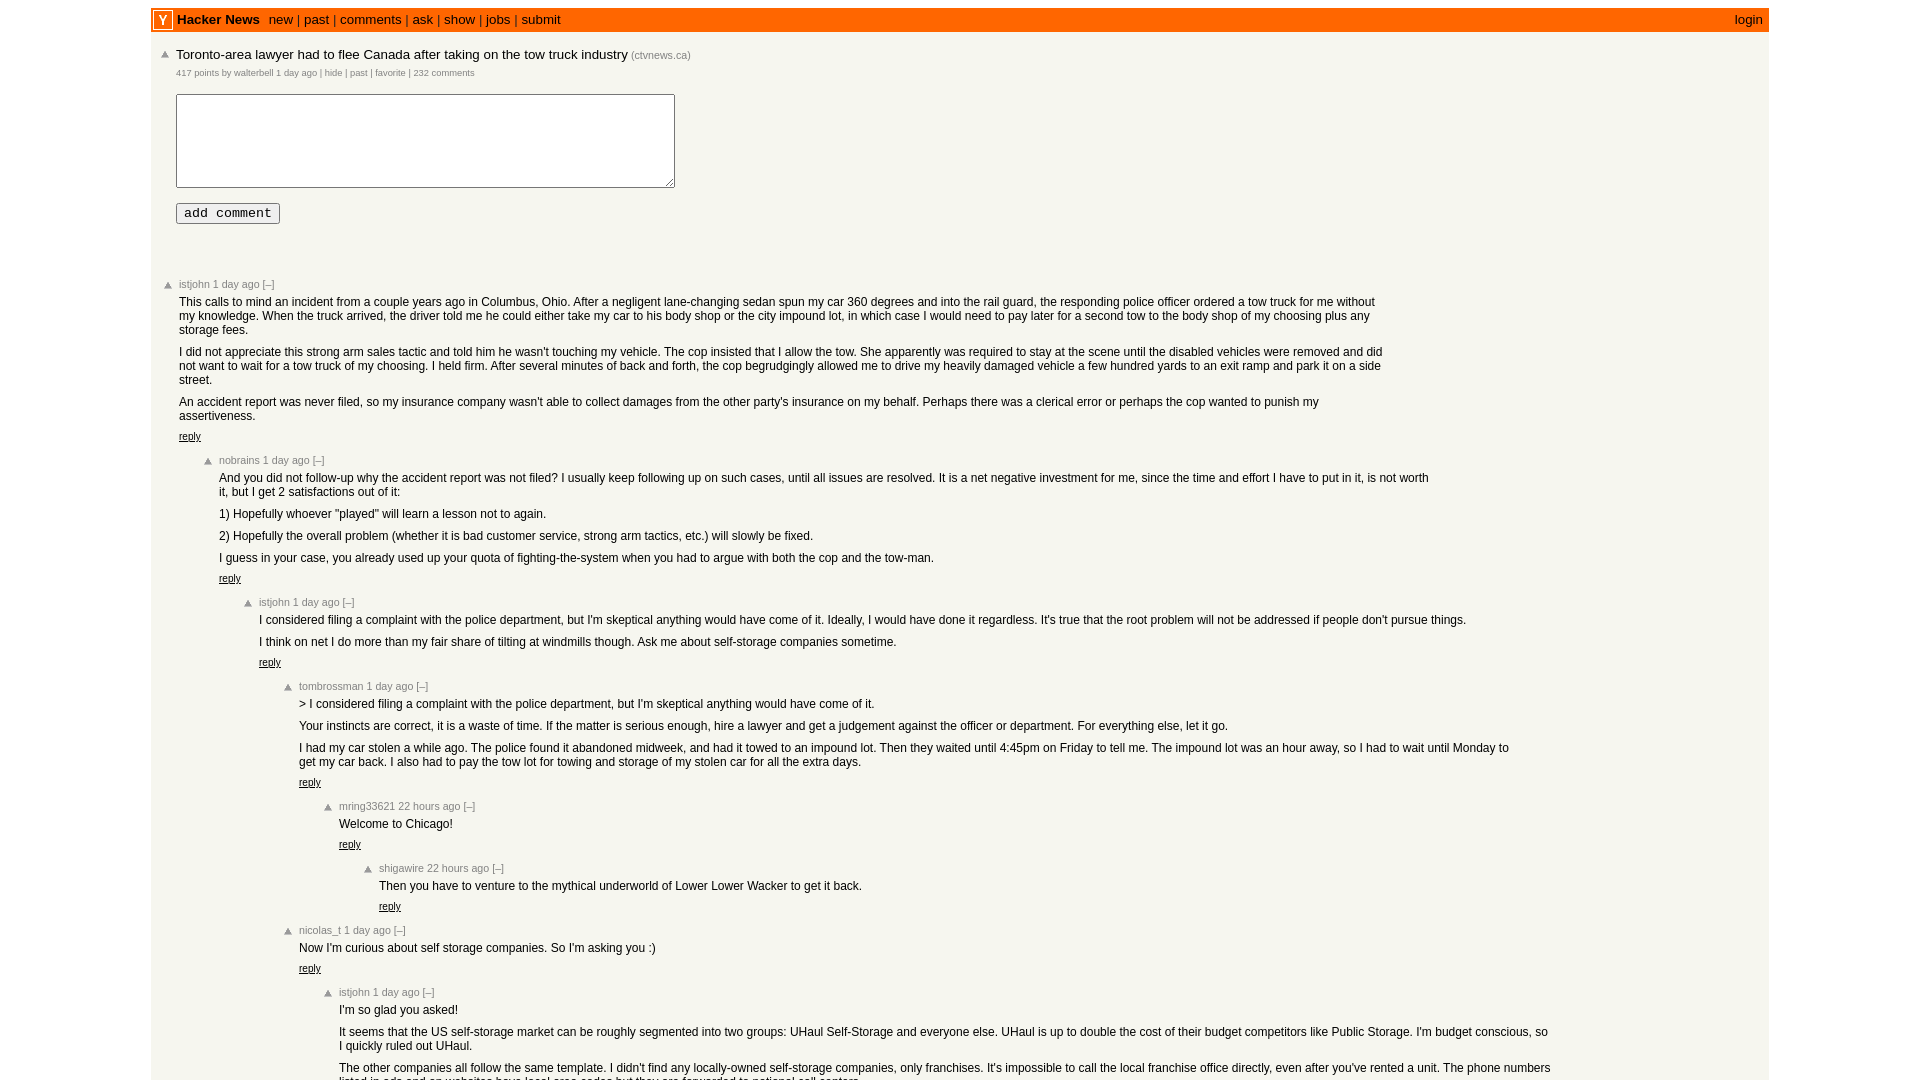 Y Hacker News new | past | comments | ask | show | jobs | submit login
Toronto-area lawyer had to flee Canada after taking on the tow truck industry (ctvnews.ca)
417 points by walterbell 1 day ago | hide | past | favorite | 232 comments
add comment
istjohn 1 day ago [–]
This calls to mind an incident from a couple years ago in Columbus, Ohio. After a negligent lane-changing sedan spun my car 360 degrees and into the rail guard, the responding police officer ordered a tow truck for me without
my knowledge. When the truck arrived, the driver told me he could either take my car to his body shop or the city impound lot, in which case I would need to pay later for a second tow to the body shop of my choosing plus any
storage fees.
I did not appreciate this strong arm sales tactic and told him he wasn't touching my vehicle. The cop insisted that I allow the tow. She apparently was required to stay at the scene until the disabled vehicles were removed and did
not want to wait for a tow truck of my choosing. I held firm. After several minutes of back and forth, the cop begrudgingly allowed me to drive my heavily damaged vehicle a few hundred yards to an exit ramp and park it on a side
street.
An accident report was never filed, so my insurance company wasn't able to collect damages from the other party's insurance on my behalf. Perhaps there was a clerical error or perhaps the cop wanted to punish my
assertiveness.
reply
nobrains 1 day ago [–]
And you did not follow-up why the accident report was not filed? I usually keep following up on such cases, until all issues are resolved. It is a net negative investment for me, since the time and effort I have to put in it, is not worth
it, but I get 2 satisfactions out of it:
1) Hopefully whoever "played" will learn a lesson not to again.
2) Hopefully the overall problem (whether it is bad customer service, strong arm tactics, etc.) will slowly be fixed.
I guess in your case, you already used up your quota of fighting-the-system when you had to argue with both the cop and the tow-man.
reply
istjohn 1 day ago [–]
I considered filing a complaint with the police department, but I'm skeptical anything would have come of it. Ideally, I would have done it regardless. It's true that the root problem will not be addressed if people don't pursue things.
I think on net I do more than my fair share of tilting at windmills though. Ask me about self-storage companies sometime.
reply
tombrossman 1 day ago [–]
> I considered filing a complaint with the police department, but I'm skeptical anything would have come of it.
Your instincts are correct, it is a waste of time. If the matter is serious enough, hire a lawyer and get a judgement against the officer or department. For everything else, let it go.
I had my car stolen a while ago. The police found it abandoned midweek, and had it towed to an impound lot. Then they waited until 4:45pm on Friday to tell me. The impound lot was an hour away, so I had to wait until Monday to
get my car back. I also had to pay the tow lot for towing and storage of my stolen car for all the extra days.
reply
mring33621 22 hours ago [–]
Welcome to Chicago!
reply
shigawire 22 hours ago [–]
Then you have to venture to the mythical underworld of Lower Lower Wacker to get it back.
reply
nicolas_t 1 day ago [–]
Now I'm curious about self storage companies. So I'm asking you :)
reply
istjohn 1 day ago [–]
I'm so glad you asked!
It seems that the US self-storage market can be roughly segmented into two groups: UHaul Self-Storage and everyone else. UHaul is up to double the cost of their budget competitors like Public Storage. I'm budget conscious, so
I quickly ruled out UHaul.
The other companies all follow the same template. I didn't find any locally-owned self-storage companies, only franchises. It's impossible to call the local franchise office directly, even after you've rented a unit. The phone numbers